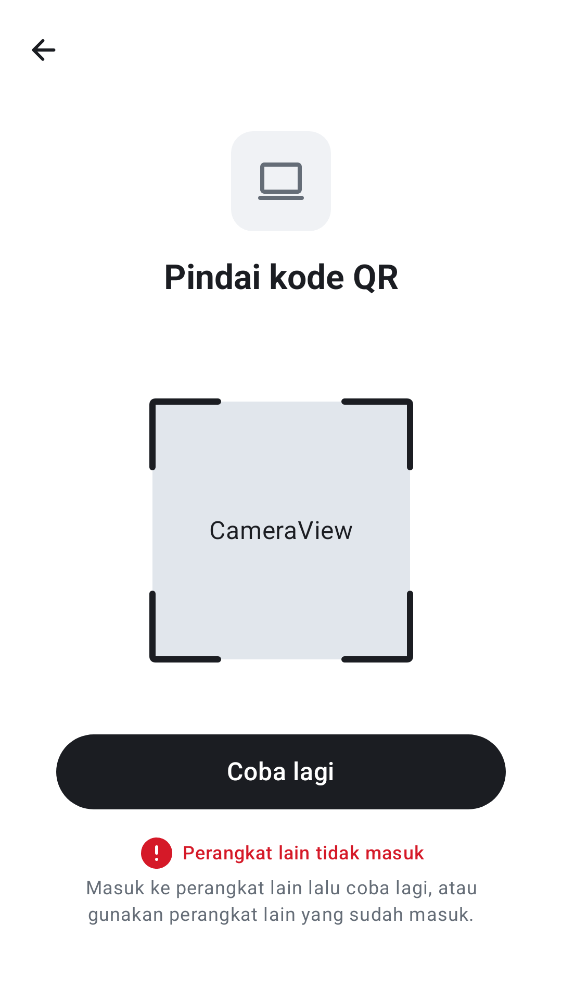 Pindai kode QR
CameraView
Coba lagi
Perangkat lain tidak masuk
Masuk ke perangkat lain lalu coba lagi, atau
gunakan perangkat lain yang sudah masuk.